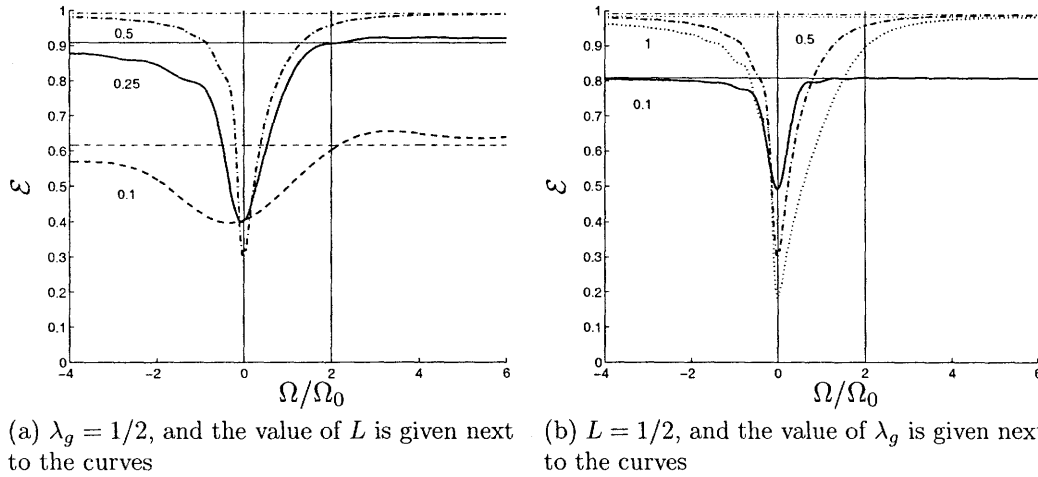 1
0.9
0.8
0.7
0.6
0.5
0.4
0.3
0.2
0.1
0
ℰ
0.5
0.25
0.1
−4 −2 0 2 4 6
Ω/Ω₀
(a) λ_g = 1/2, and the value of L is given next
to the curves
1
0.9
0.8
0.7
0.6
0.5
0.4
0.3
0.2
0.1
0
ℰ
1
0.5
0.1
−4 −2 0 2 4 6
Ω/Ω₀
(b) L = 1/2, and the value of λ_g is given next
to the curves